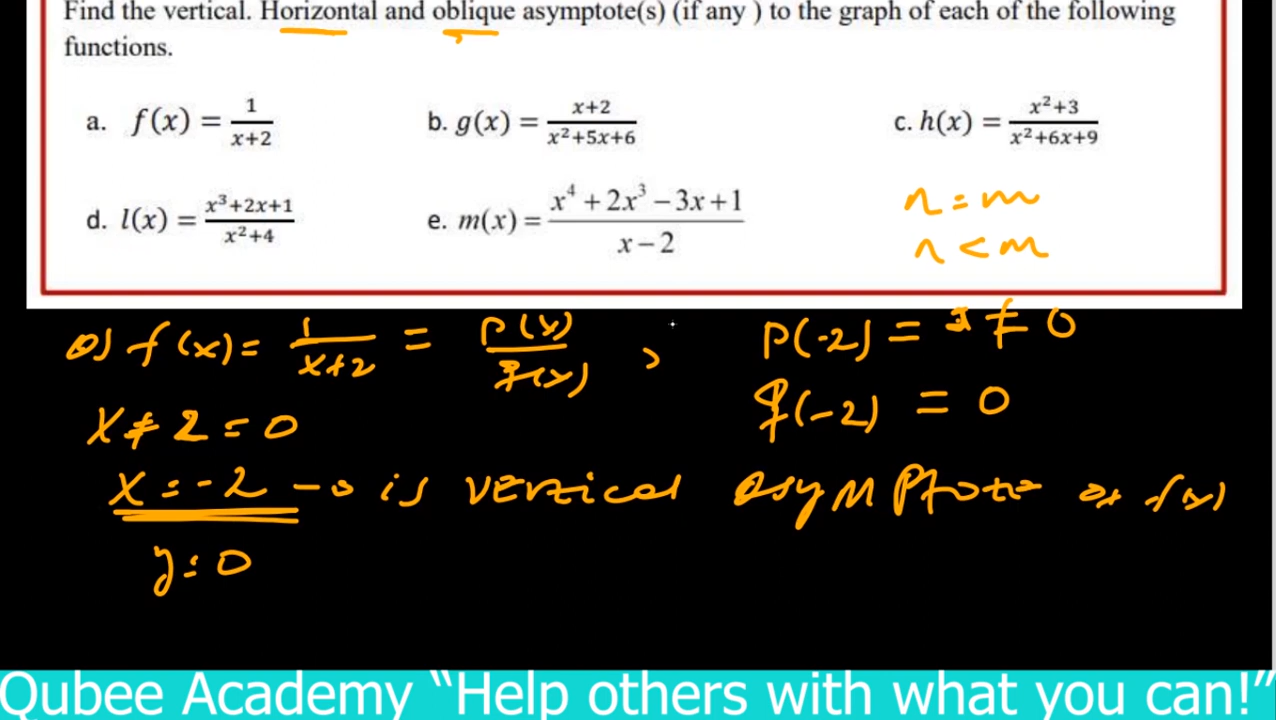 Find the vertical. Horizontal and oblique asymptote(s) (if any ) to the graph of each of the following
functions.
a. f(x) = 1/(x+2) b. g(x) = (x+2)/(x²+5x+6) c. h(x) = (x²+3)/(x²+6x+9)
d. l(x) = (x³+2x+1)/(x²+4) e. m(x) = (x⁴ + 2x³ − 3x + 1)/(x − 2)
n = m
n < m
a) f(x) = 1/(x+2) = p(x)/q(x) , p(-2) = 1 ≠ 0
x+2 = 0 q(-2) = 0
x = -2 → is vertical asymptote of f(x)
y = 0
Qubee Academy “Help others with what you can!”